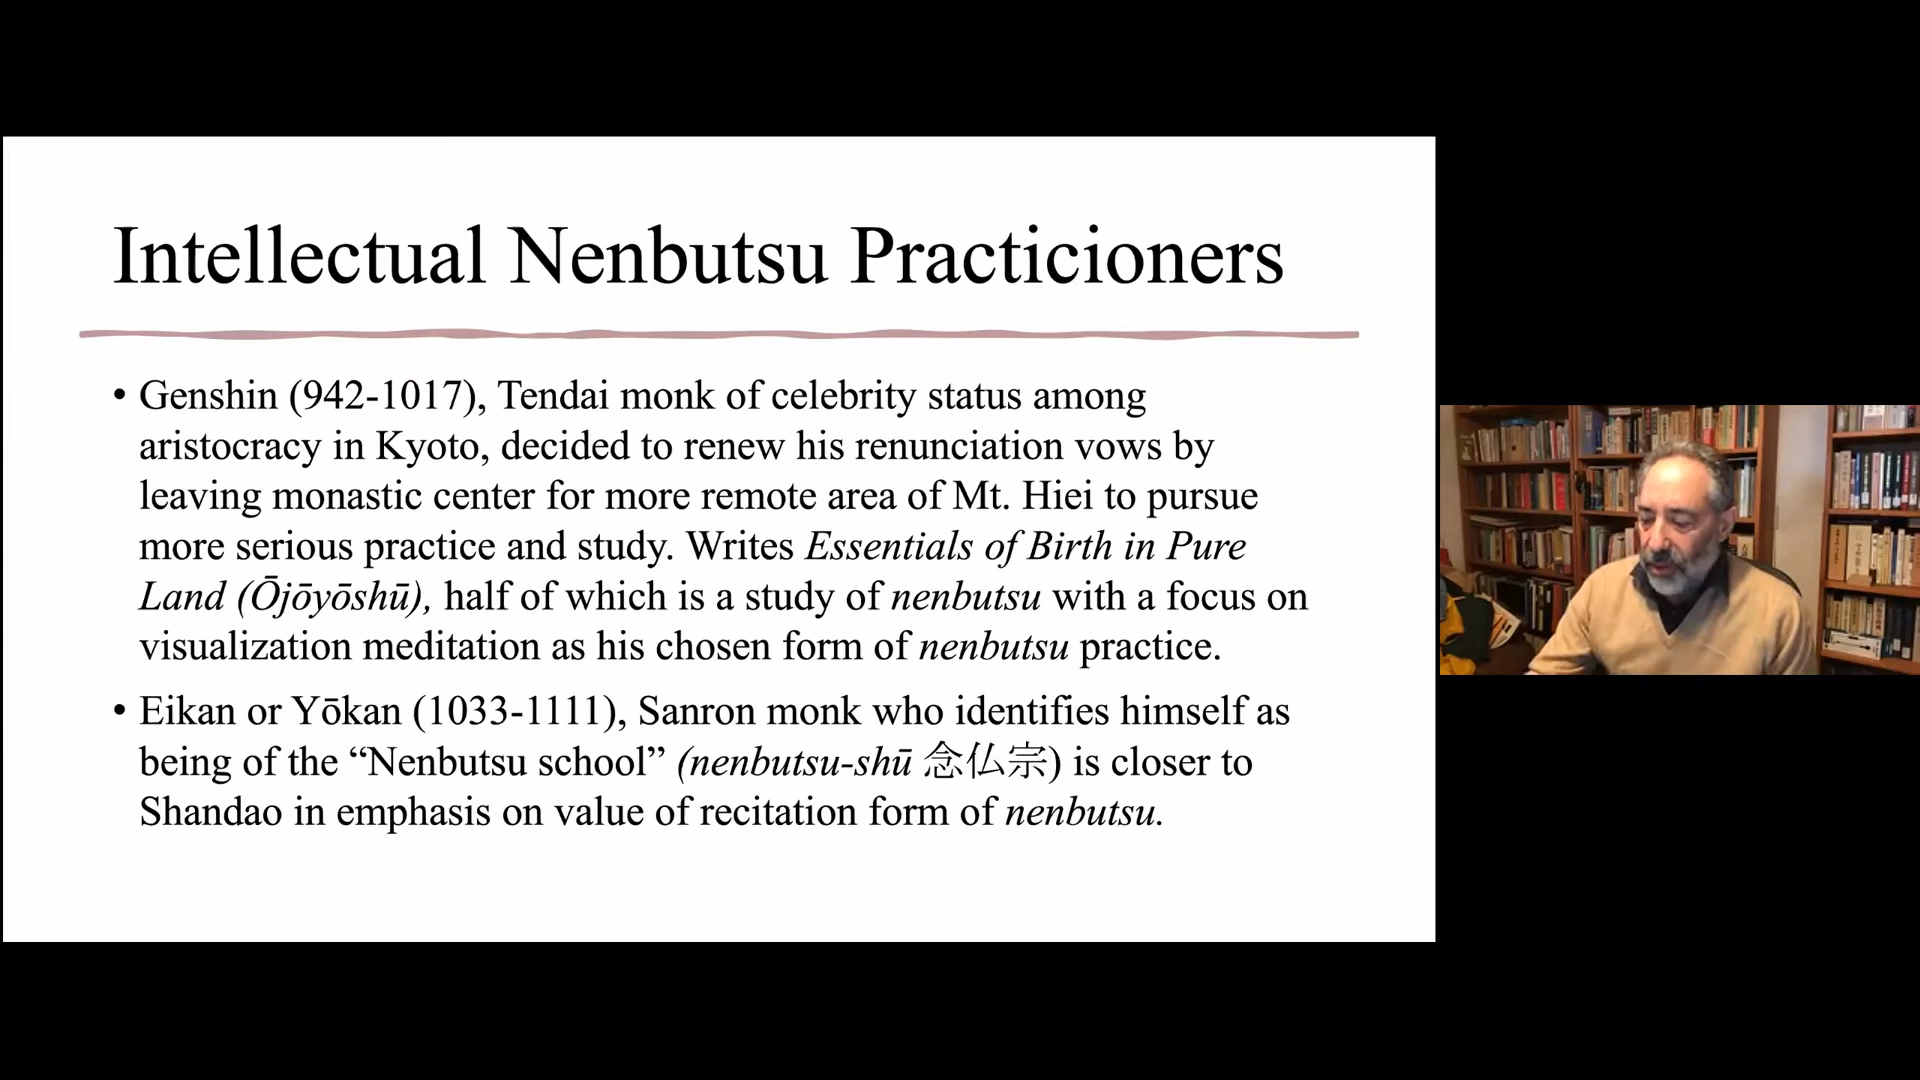 Intellectual Nenbutsu Practicioners
• Genshin (942-1017), Tendai monk of celebrity status among
aristocracy in Kyoto, decided to renew his renunciation vows by
leaving monastic center for more remote area of Mt. Hiei to pursue
more serious practice and study. Writes Essentials of Birth in Pure
Land (Ōjōyōshū), half of which is a study of nenbutsu with a focus on
visualization meditation as his chosen form of nenbutsu practice.
• Eikan or Yōkan (1033-1111), Sanron monk who identifies himself as
being of the “Nenbutsu school” (nenbutsu-shū 念仏宗) is closer to
Shandao in emphasis on value of recitation form of nenbutsu.